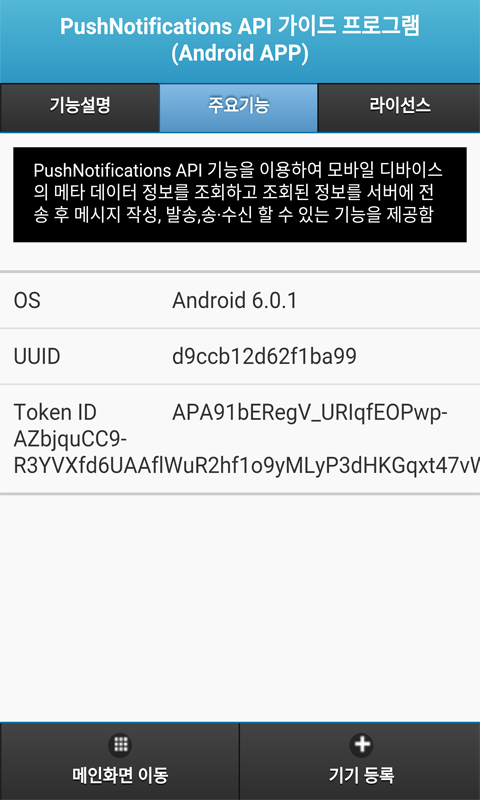 PushNotifications API 가이드 프로그램
(Android APP)
기능설명
주요기능
라이선스
PushNotifications API 기능을 이용하여 모바일 디바이스
의 메타 데이터 정보를 조회하고 조회된 정보를 서버에 전
송 후 메시지 작성, 발송,송·수신 할 수 있는 기능을 제공함
OS Android 6.0.1
UUID d9ccb12d62f1ba99
Token ID APA91bERegV_URIqfEOPwp-
AZbjquCC9-
R3YVXfd6UAAflWuR2hf1o9yMLyP3dHKGqxt47vW
메인화면 이동
기기 등록